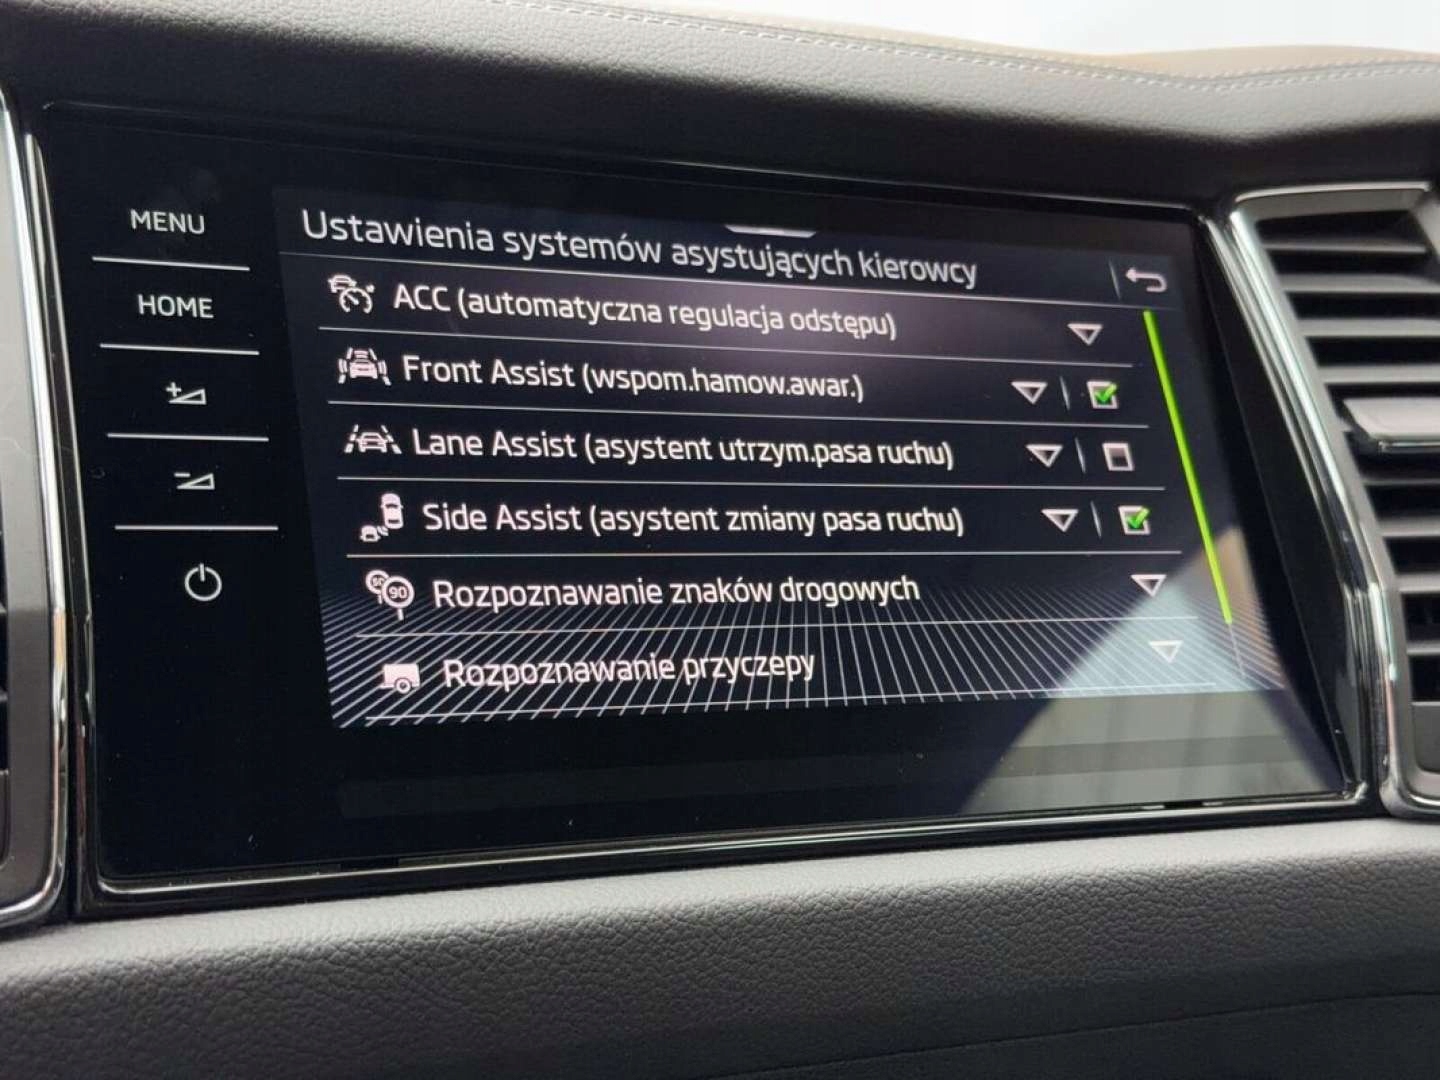 MENU
HOME
Ustawienia systemów asystujących kierowcy
ACC (automatyczna regulacja odstępu)
Front Assist (wspom.hamow.awar.)
Lane Assist (asystent utrzym.pasa ruchu)
Side Assist (asystent zmiany pasa ruchu)
90
Rozpoznawanie znaków drogowych
Rozpoznawanie przyczepy